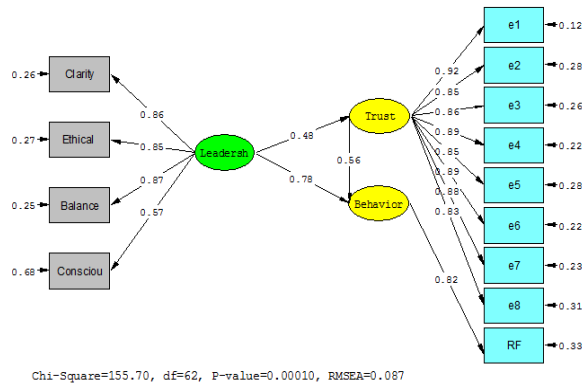 0.26 Clarity
0.27 Ethical
0.25 Balance
0.68 Consciou
0.86
0.85
0.87
0.57
Leadersh
0.48
0.78
Trust
0.56
Behavior
0.92
0.85
0.86
0.89
0.85
0.89
0.88
0.83
0.82
e1 0.12
e2 0.28
e3 0.26
e4 0.22
e5 0.28
e6 0.22
e7 0.23
e8 0.31
RF 0.33
Chi-Square=155.70, df=62, P-value=0.00010, RMSEA=0.087